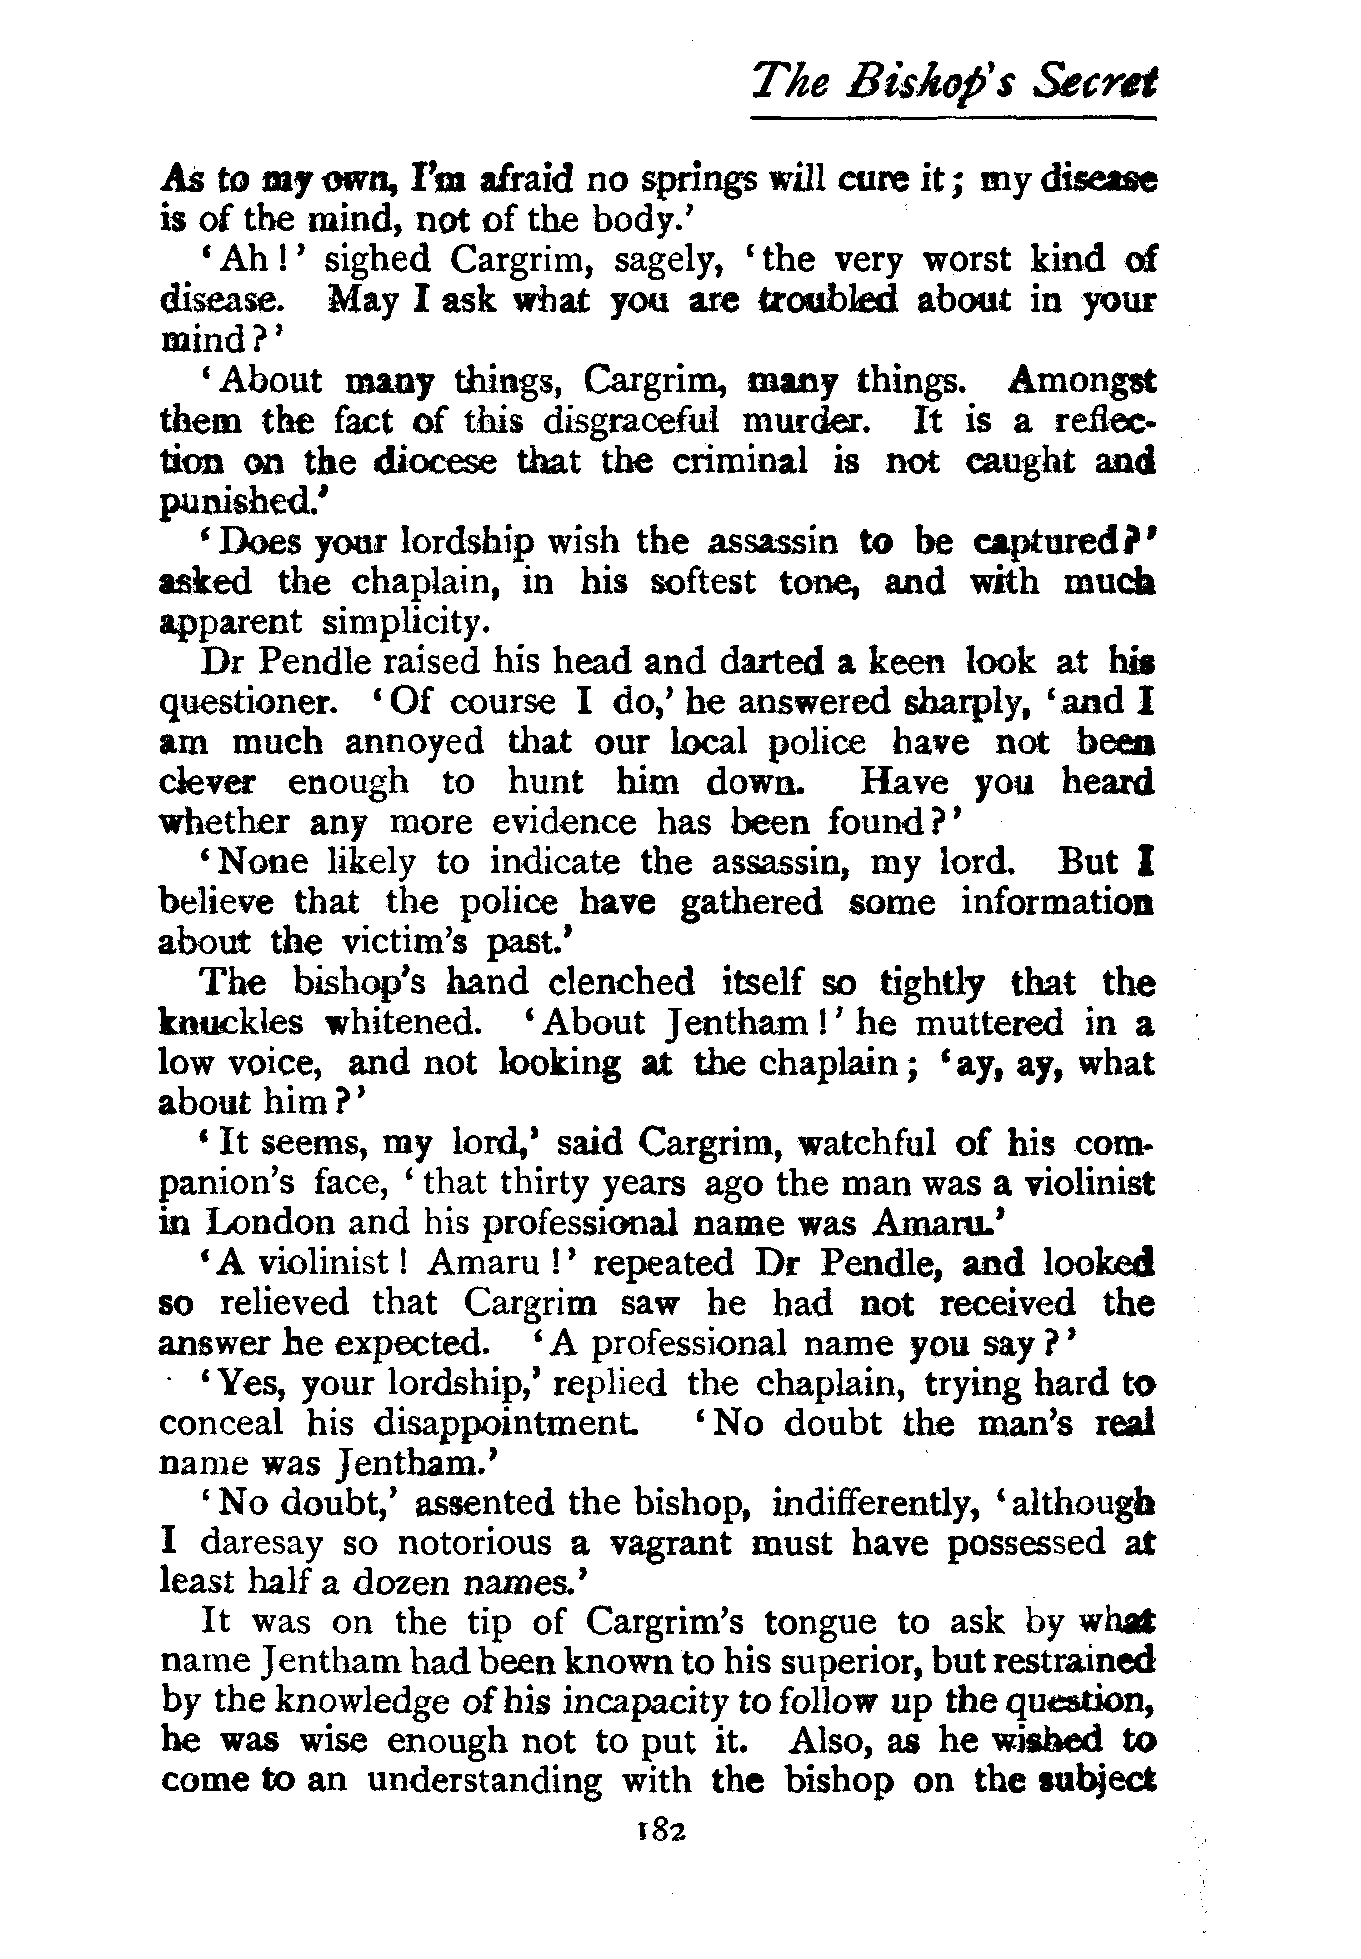 The Bishop's Secret
As to my own, I'm afraid no springs will cure it; my disease
is of the mind, not of the body.'
'Ah!' sighed Cargrim, sagely, 'the very worst kind of
disease. May I ask what you are troubled about in your
mind?'
'About many things, Cargrim, many things. Amongst
them the fact of this disgraceful murder. It is a reflec-
tion on the diocese that the criminal is not caught and
punished.'
'Does your lordship wish the assassin to be captured?'
asked the chaplain, in his softest tone, and with much
apparent simplicity.
Dr Pendle raised his head and darted a keen look at his
questioner. 'Of course I do,' he answered sharply, 'and I
am much annoyed that our local police have not been
clever enough to hunt him down. Have you heard
whether any more evidence has been found?'
'None likely to indicate the assassin, my lord. But I
believe that the police have gathered some information
about the victim's past.'
The bishop's hand clenched itself so tightly that the
knuckles whitened. 'About Jentham!' he muttered in a
low voice, and not looking at the chaplain; 'ay, ay, what
about him?'
'It seems, my lord,' said Cargrim, watchful of his com-
panion's face, 'that thirty years ago the man was a violinist
in London and his professional name was Amaru.'
'A violinist! Amaru!' repeated Dr Pendle, and looked
so relieved that Cargrim saw he had not received the
answer he expected. 'A professional name you say?'
'Yes, your lordship,' replied the chaplain, trying hard to
conceal his disappointment. 'No doubt the man's real
name was Jentham.'
'No doubt,' assented the bishop, indifferently, 'although
I daresay so notorious a vagrant must have possessed at
least half a dozen names.'
It was on the tip of Cargrim's tongue to ask by what
name Jentham had been known to his superior, but restrained
by the knowledge of his incapacity to follow up the question,
he was wise enough not to put it. Also, as he wished to
come to an understanding with the bishop on the subject
182